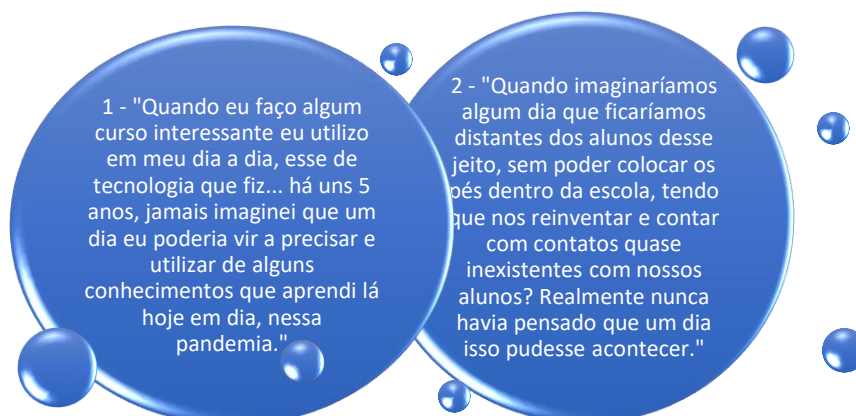 1 - "Quando eu faço algum
curso interessante eu utilizo
em meu dia a dia, esse de
tecnologia que fiz... há uns 5
anos, jamais imaginei que um
dia eu poderia vir a precisar e
utilizar de alguns
conhecimentos que aprendi lá
hoje em dia, nessa
pandemia."
2 - "Quando imaginaríamos
algum dia que ficaríamos
distantes dos alunos desse
jeito, sem poder colocar os
pés dentro da escola, tendo
que nos reinventar e contar
com contatos quase
inexistentes com nossos
alunos? Realmente nunca
havia pensado que um dia
isso pudesse acontecer."